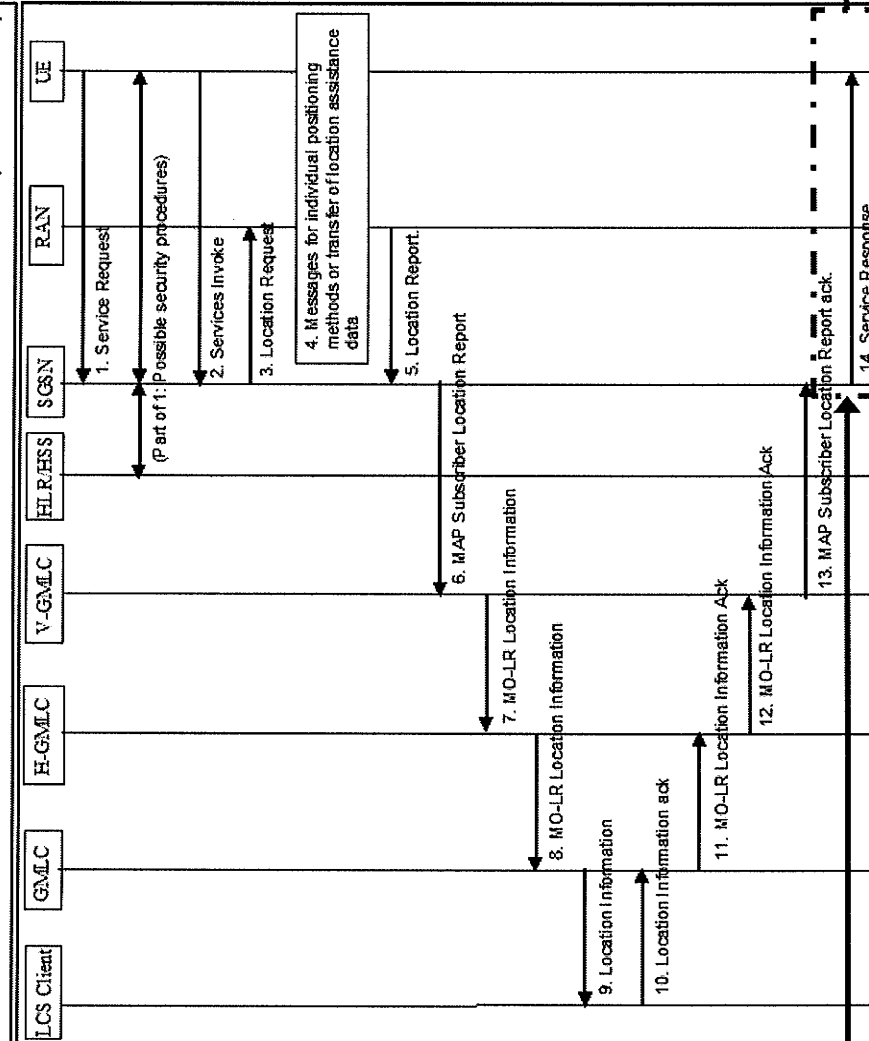 LCS Client
GMLC
H-GMLC
V-GMLC
HLR/HSS
SGSN
RAN
UE
1. Service Request
(Part of 1: Possible security procedures)
2. Services Invoke
3. Location Request
4. Messages for individual positioning
methods or transfer of location assistance
data
5. Location Report.
6. MAP Subscriber Location Report
7. MO-LR Location Information
8. MO-LR Location Information
9. Location Information
10. Location Information ack
11. MO-LR Location Information Ack
12. MO-LR Location Information Ack
13. MAP Subscriber Location Report ack.
14. Service Response